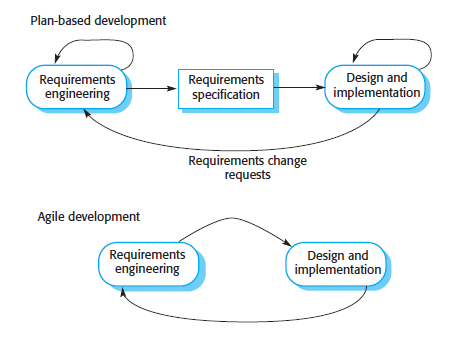 Plan-based development
Requirements
engineering
Requirements
specification
Design and
implementation
Requirements change
requests
Agile development
Requirements
engineering
Design and
implementation